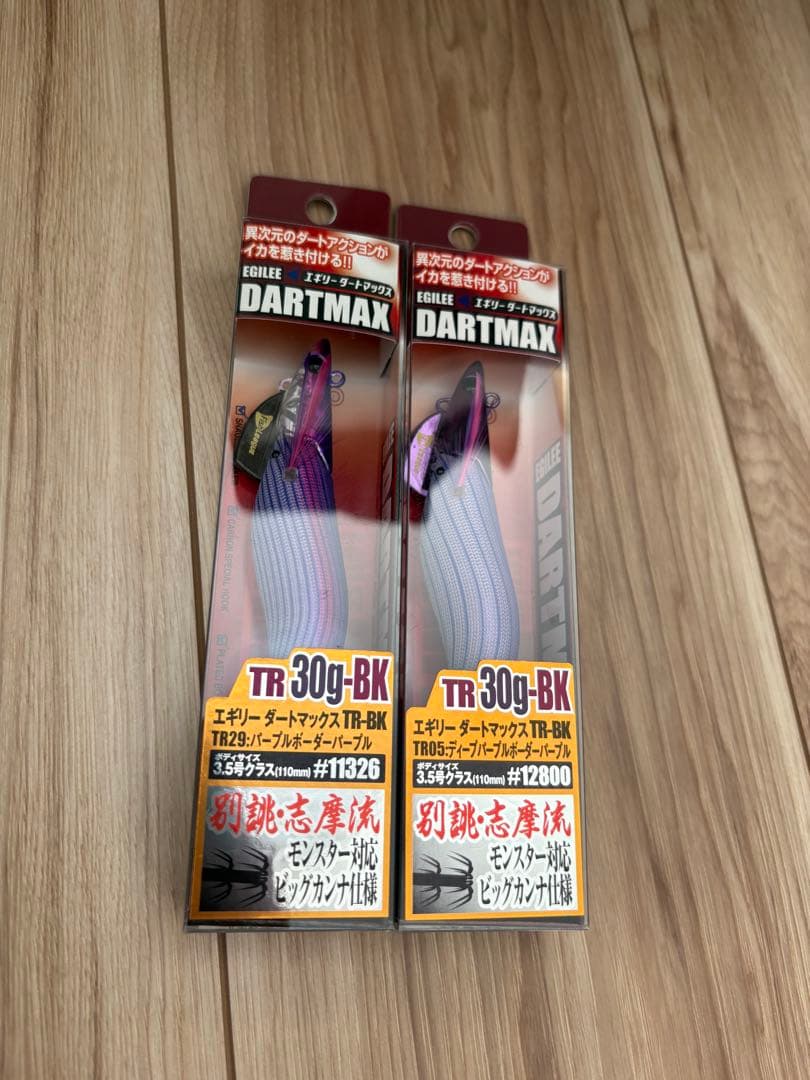 異次元のダートアクションが
イカを惹き付ける!!
EGILEE エギリーダートマックス
DARTMAX
CARBON SPECIAL HOOK
TR 30g-BK
エギリー ダートマックス TR-BK
TR29:パープルボーダーパープル
ボディサイズ
3.5号クラス(110mm) #11326
別誂・志摩流
モンスター対応
ビッグカンナ仕様
異次元のダートアクションが
イカを惹き付ける!!
EGILEE エギリーダートマックス
DARTMAX
EGILEE
TR 30g-BK
エギリー ダートマックス TR-BK
TR05:ディープパープルボーダーパープル
ボディサイズ
3.5号クラス(110mm) #12800
別誂・志摩流
モンスター対応
ビッグカンナ仕様